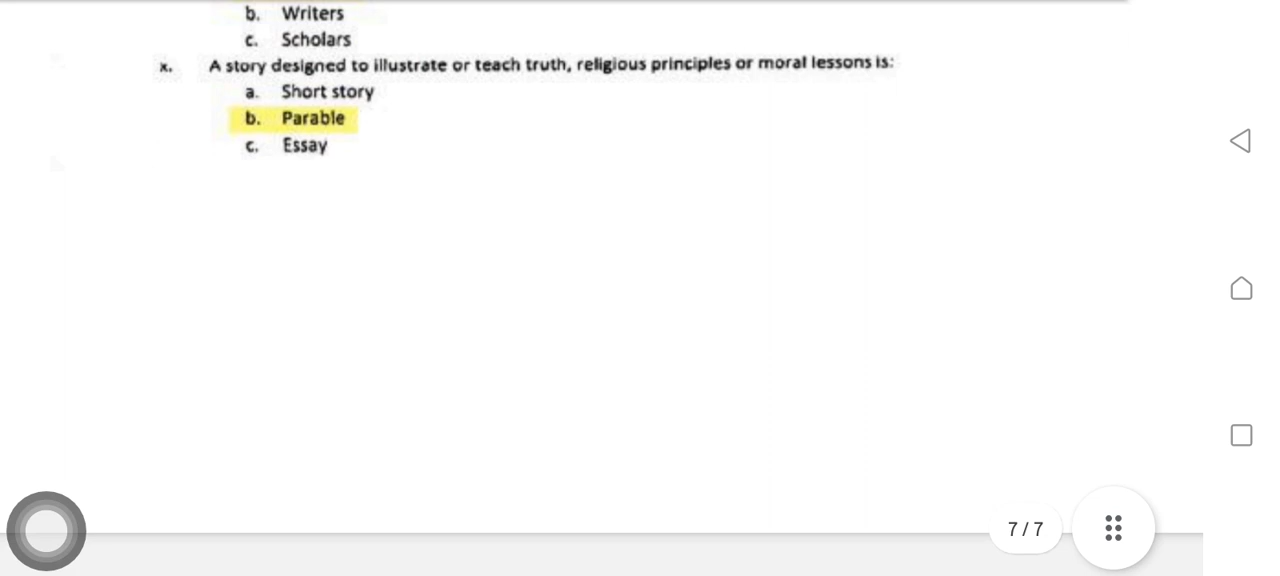 b. Writers
c. Scholars
x. A story designed to illustrate or teach truth, religious principles or moral lessons is:
a. Short story
b. Parable
c. Essay
7 / 7